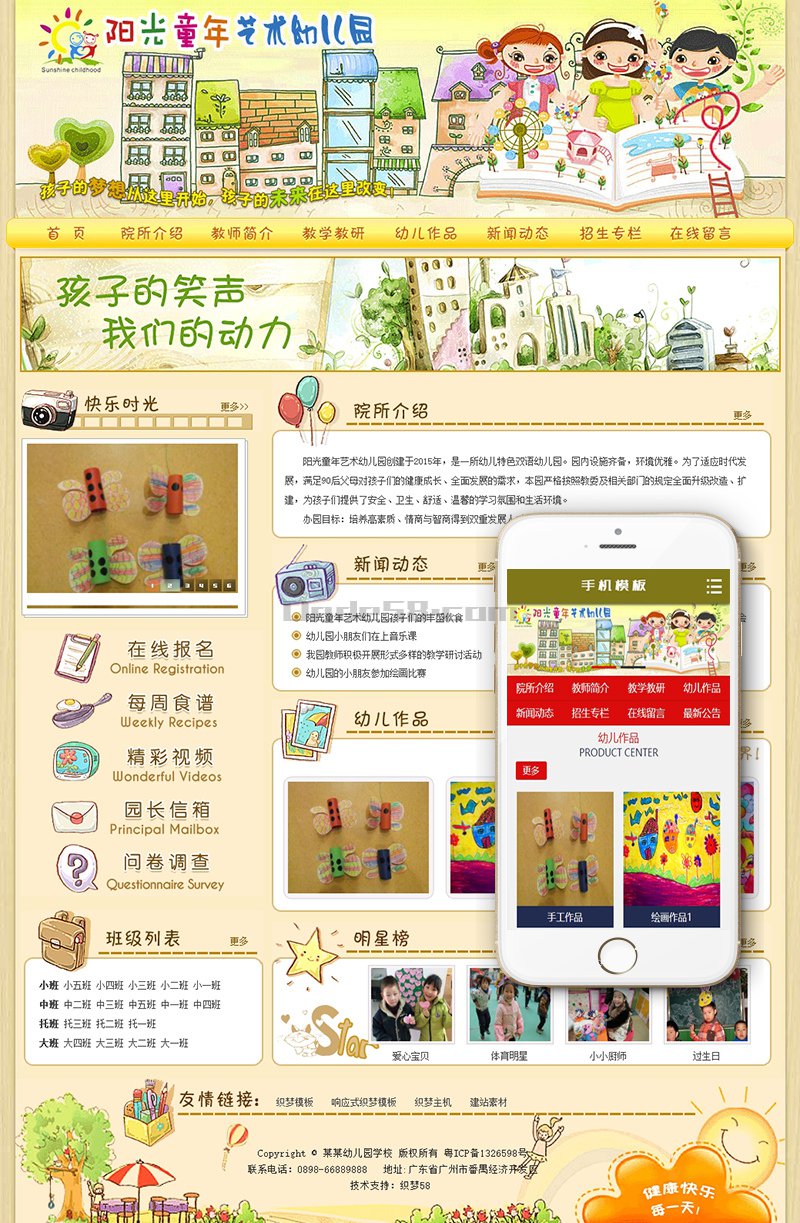 阳光童年艺术幼儿园
Sunshine childhood
孩子的梦想从这里开始，孩子的未来在这里改变！
首 页 院所介绍 教师简介 教学教研 幼儿作品 新闻动态 招生专栏 在线留言
孩子的笑声
我们的动力
快乐时光 更多>>
1 2 3 4 5 6
在线报名
Online Registration
每周食谱
Weekly Recipes
精彩视频
Wonderful Videos
园长信箱
Principal Mailbox
问卷调查
Questionnaire Survey
班级列表 更多
小班 小五班 小四班 小三班 小二班 小一班
中班 中二班 中三班 中五班 中一班 中四班
托班 托三班 托二班 托一班
大班 大四班 大三班 大二班 大一班
院所介绍 更多
阳光童年艺术幼儿园创建于2015年，是一所幼儿特色双语幼儿园。园内设施齐备，环境优雅。为了适应时代发
展，满足90后父母对孩子们的健康成长、全面发展的需求，本园严格按照教委及相关部门的规定全面升级改造、扩
建，为孩子们提供了安全、卫生、舒适、温馨的学习氛围和生活环境。
办园目标：培养高素质、情商与智商得到双重发展人
新闻动态 更多 更多
Dede58.com
阳光童年艺术幼儿园孩子们的丰盛伙食
幼儿园小朋友们在上音乐课
我园教师积极开展形式多样的教学研讨活动
幼儿园的小朋友参加绘画比赛
幼儿作品
界！
手机模板
阳光童年艺术幼儿园
院所介绍 教师简介 教学教研 幼儿作品
新闻动态 招生专栏 在线留言 最新公告
幼儿作品
PRODUCT CENTER
更多
手工作品 绘画作品1
明星榜 更多
Star
爱心宝贝 体育明星 小小厨师 过生日
友情链接： 织梦模板 响应式织梦模板 织梦主机 建站素材
Copyright © 某某幼儿园学校 版权所有 粤ICP备1326598号
联系电话：0898-66889888 地址：广东省广州市番禺经济开发区
技术支持：织梦58
健康快乐
每一天！